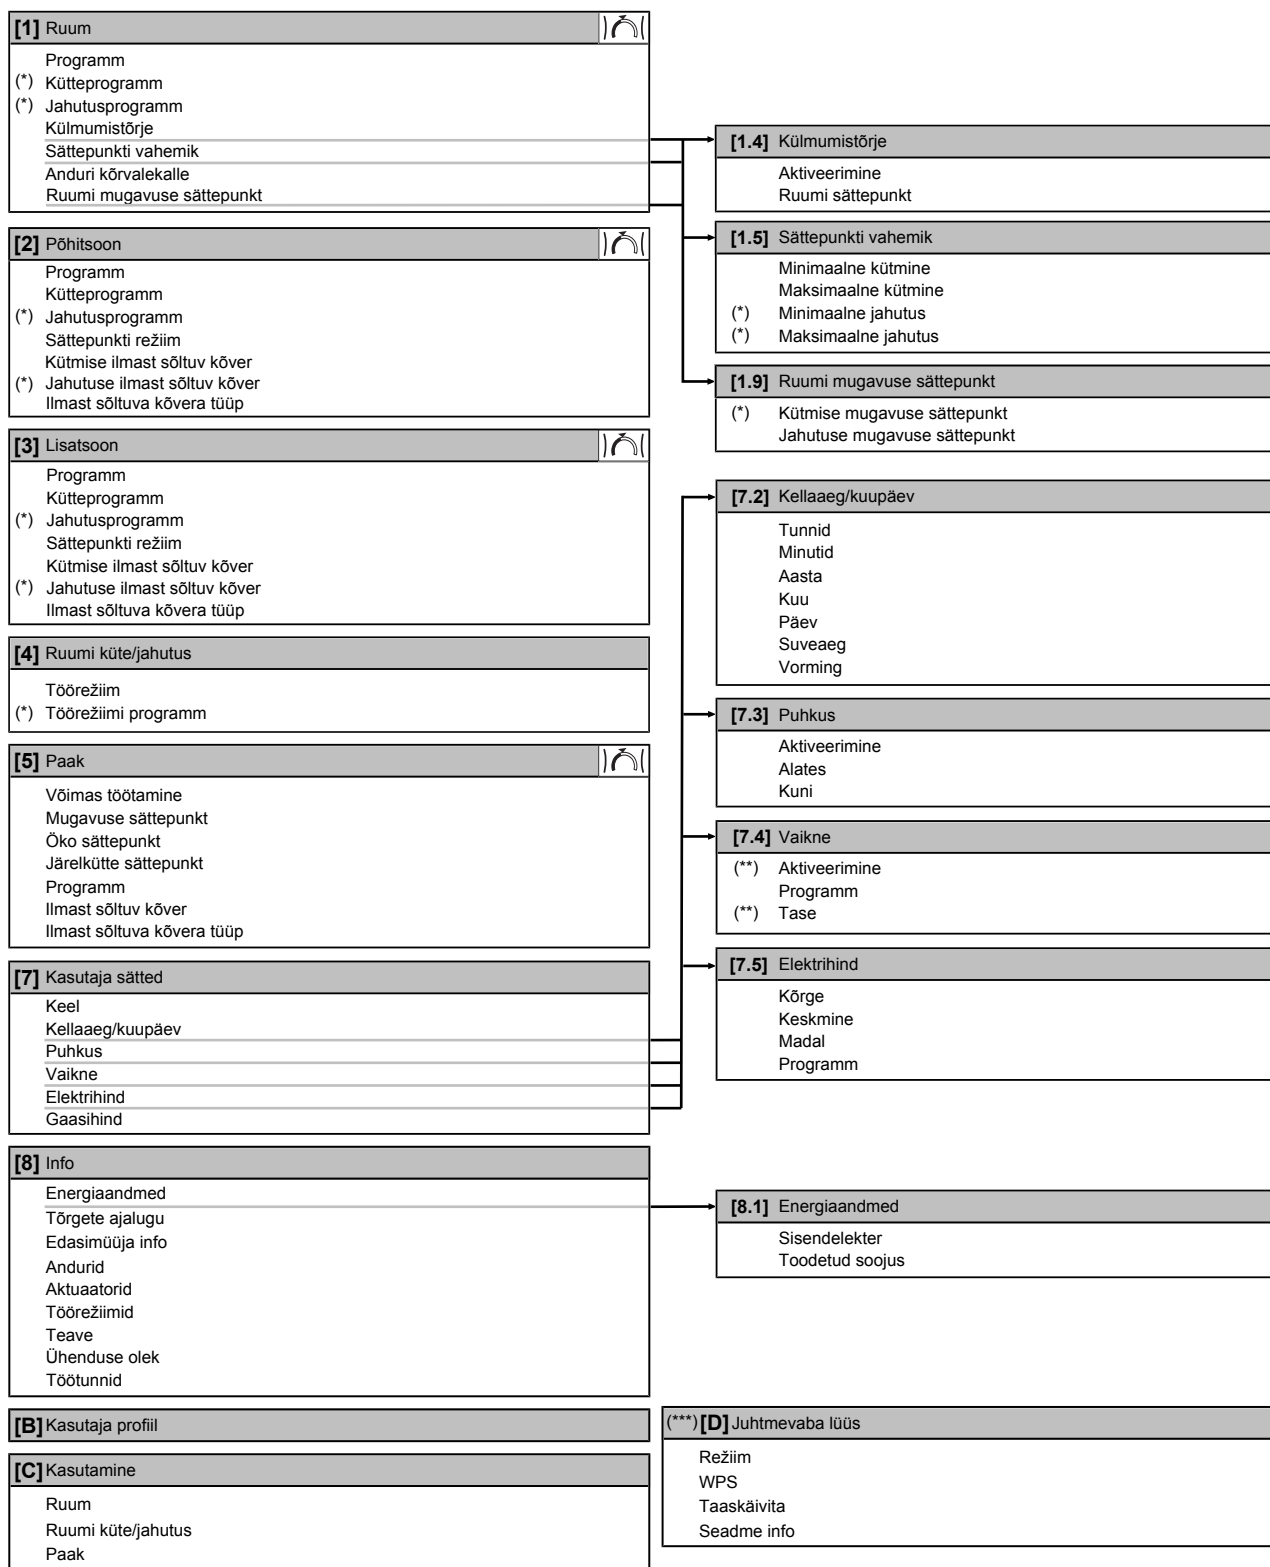 [1] Ruum
Programm
(*) Kütteprogramm
(*) Jahutusprogramm
Külmumistõrje
Sättepunkti vahemik
Anduri kõrvalekalle
Ruumi mugavuse sättepunkt
[2] Põhitsoon
Programm
Kütteprogramm
(*) Jahutusprogramm
Sättepunkti režiim
Kütmise ilmast sõltuv kõver
(*) Jahutuse ilmast sõltuv kõver
Ilmast sõltuva kõvera tüüp
[3] Lisatsoon
Programm
Kütteprogramm
(*) Jahutusprogramm
Sättepunkti režiim
Kütmise ilmast sõltuv kõver
(*) Jahutuse ilmast sõltuv kõver
Ilmast sõltuva kõvera tüüp
[4] Ruumi küte/jahutus
Töörežiim
(*) Töörežiimi programm
[5] Paak
Võimas töötamine
Mugavuse sättepunkt
Öko sättepunkt
Järelkütte sättepunkt
Programm
Ilmast sõltuv kõver
Ilmast sõltuva kõvera tüüp
[7] Kasutaja sätted
Keel
Kellaaeg/kuupäev
Puhkus
Vaikne
Elektrihind
Gaasihind
[8] Info
Energiaandmed
Tõrgete ajalugu
Edasimüüja info
Andurid
Aktuaatorid
Töörežiimid
Teave
Ühenduse olek
Töötunnid
[B] Kasutaja profiil
[C] Kasutamine
Ruum
Ruumi küte/jahutus
Paak
[1.4] Külmumistõrje
Aktiveerimine
Ruumi sättepunkt
[1.5] Sättepunkti vahemik
Minimaalne kütmine
Maksimaalne kütmine
(*) Minimaalne jahutus
(*) Maksimaalne jahutus
[1.9] Ruumi mugavuse sättepunkt
(*) Kütmise mugavuse sättepunkt
Jahutuse mugavuse sättepunkt
[7.2] Kellaaeg/kuupäev
Tunnid
Minutid
Aasta
Kuu
Päev
Suveaeg
Vorming
[7.3] Puhkus
Aktiveerimine
Alates
Kuni
[7.4] Vaikne
(**) Aktiveerimine
Programm
(**) Tase
[7.5] Elektrihind
Kõrge
Keskmine
Madal
Programm
[8.1] Energiaandmed
Sisendelekter
Toodetud soojus
(***) [D] Juhtmevaba lüüs
Režiim
WPS
Taaskäivita
Seadme info